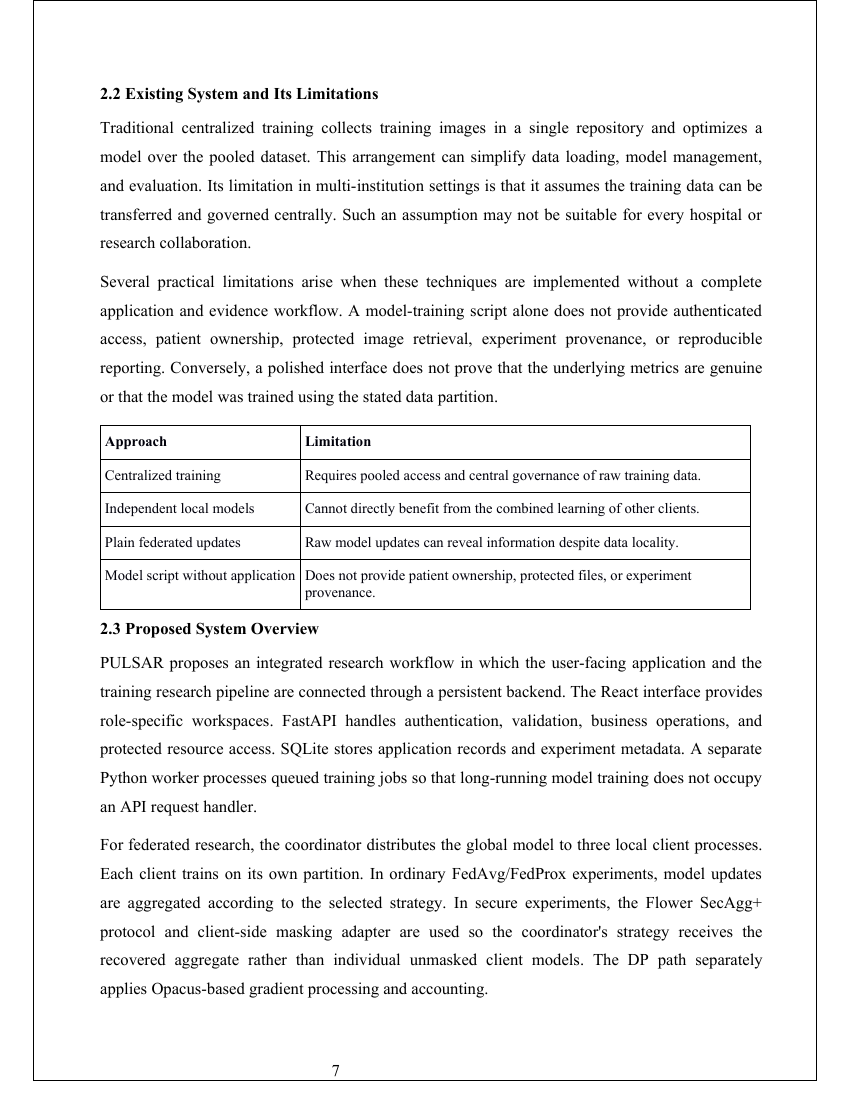 2.2 Existing System and Its Limitations
Traditional centralized training collects training images in a single repository and optimizes a
model over the pooled dataset. This arrangement can simplify data loading, model management,
and evaluation. Its limitation in multi-institution settings is that it assumes the training data can be
transferred and governed centrally. Such an assumption may not be suitable for every hospital or
research collaboration.
Several practical limitations arise when these techniques are implemented without a complete
application and evidence workflow. A model-training script alone does not provide authenticated
access, patient ownership, protected image retrieval, experiment provenance, or reproducible
reporting. Conversely, a polished interface does not prove that the underlying metrics are genuine
or that the model was trained using the stated data partition.
Approach Limitation
Centralized training Requires pooled access and central governance of raw training data.
Independent local models Cannot directly benefit from the combined learning of other clients.
Plain federated updates Raw model updates can reveal information despite data locality.
Model script without application Does not provide patient ownership, protected files, or experiment
provenance.
2.3 Proposed System Overview
PULSAR proposes an integrated research workflow in which the user-facing application and the
training research pipeline are connected through a persistent backend. The React interface provides
role-specific workspaces. FastAPI handles authentication, validation, business operations, and
protected resource access. SQLite stores application records and experiment metadata. A separate
Python worker processes queued training jobs so that long-running model training does not occupy
an API request handler.
For federated research, the coordinator distributes the global model to three local client processes.
Each client trains on its own partition. In ordinary FedAvg/FedProx experiments, model updates
are aggregated according to the selected strategy. In secure experiments, the Flower SecAgg+
protocol and client-side masking adapter are used so the coordinator's strategy receives the
recovered aggregate rather than individual unmasked client models. The DP path separately
applies Opacus-based gradient processing and accounting.
7